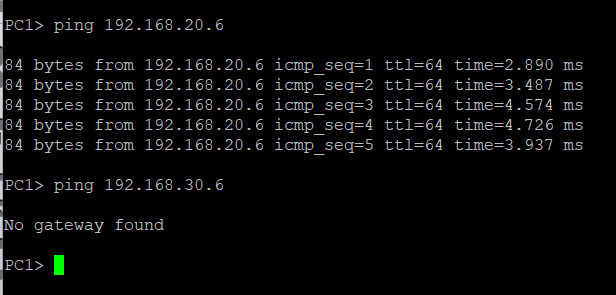 PC1> ping 192.168.20.6
84 bytes from 192.168.20.6 icmp_seq=1 ttl=64 time=2.890 ms
84 bytes from 192.168.20.6 icmp_seq=2 ttl=64 time=3.487 ms
84 bytes from 192.168.20.6 icmp_seq=3 ttl=64 time=4.574 ms
84 bytes from 192.168.20.6 icmp_seq=4 ttl=64 time=4.726 ms
84 bytes from 192.168.20.6 icmp_seq=5 ttl=64 time=3.937 ms
PC1> ping 192.168.30.6
No gateway found
PC1>